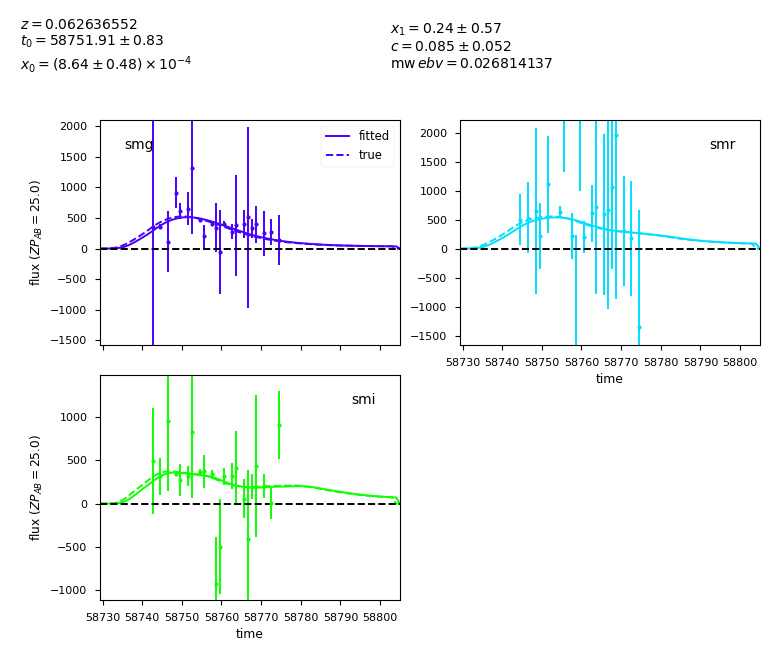 z = 0.062636552
t₀ = 58751.91 ± 0.83
x₀ = (8.64 ± 0.48) × 10⁻⁴
x₁ = 0.24 ± 0.57
c = 0.085 ± 0.052
mw ebv = 0.026814137
2000
1500
1000
500
0
−500
−1000
−1500
flux (ZP_AB = 25.0)
smg
fitted
true
2000
1500
1000
500
0
−500
−1000
−1500
smr
58730 58740 58750 58760 58770 58780 58790 58800
time
1000
500
0
−500
−1000
flux (ZP_AB = 25.0)
smi
58730 58740 58750 58760 58770 58780 58790 58800
time